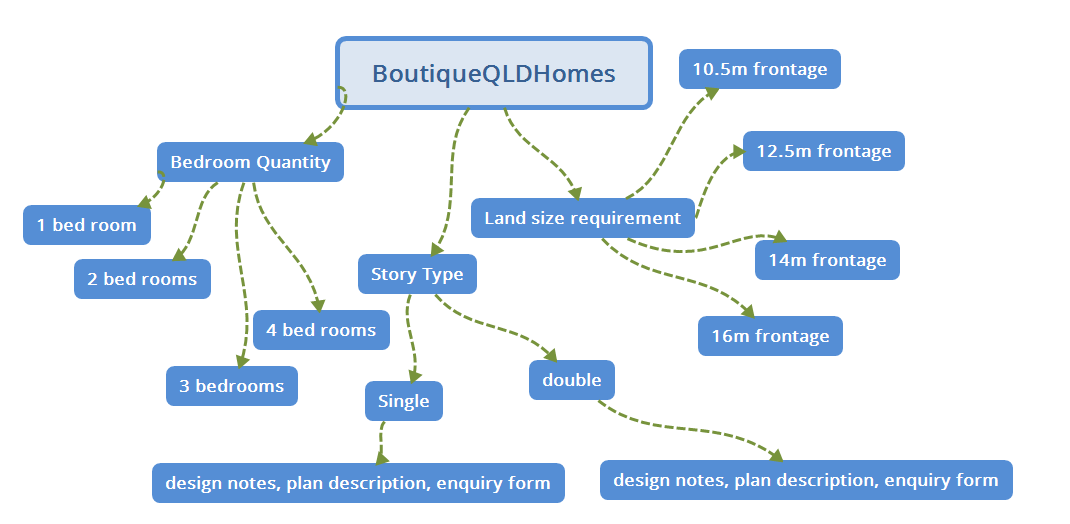 BoutiqueQLDHomes
10.5m frontage
12.5m frontage
Bedroom Quantity
1 bed room
Land size requirement
2 bed rooms
Story Type
14m frontage
4 bed rooms
16m frontage
3 bedrooms
Single
double
design notes, plan description, enquiry form
design notes, plan description, enquiry form